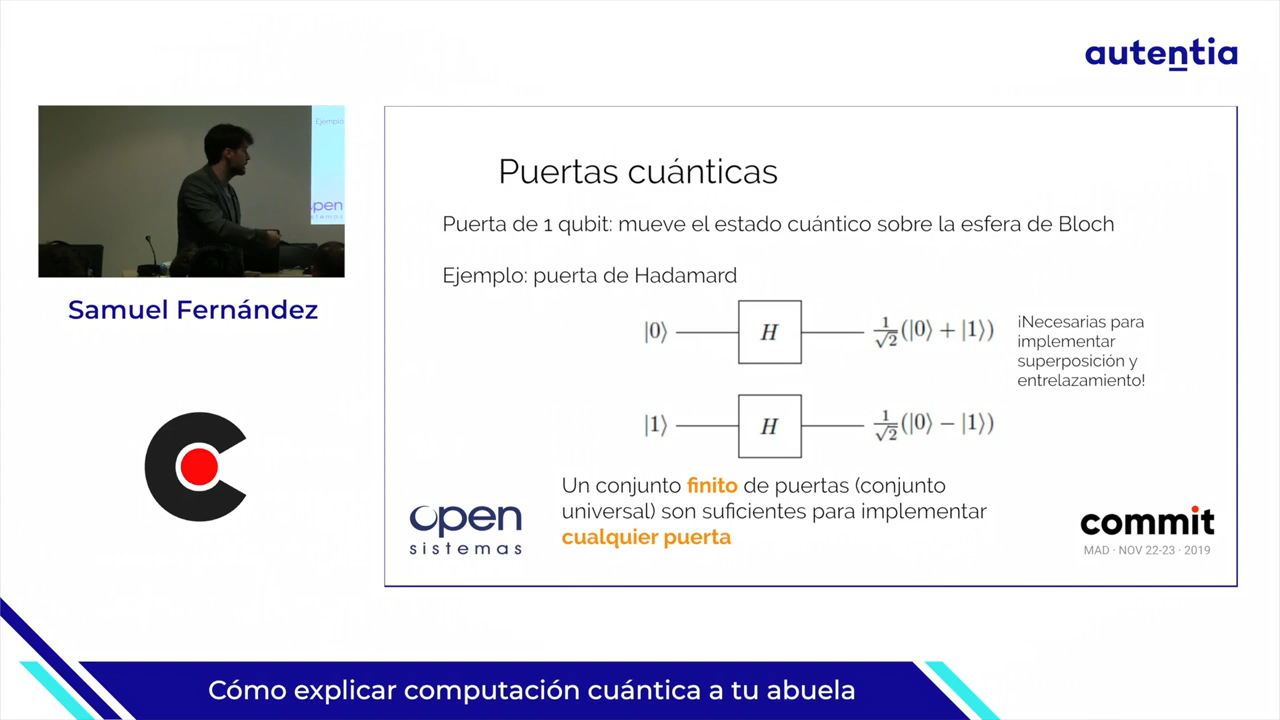 autentia
Ejemplo
pen
istemas
Samuel Fernández
Puertas cuánticas
Puerta de 1 qubit: mueve el estado cuántico sobre la esfera de Bloch
Ejemplo: puerta de Hadamard
|0⟩ H 1/√2(|0⟩ + |1⟩)
¡Necesarias para
implementar
superposición y
entrelazamiento!
|1⟩ H 1/√2(|0⟩ − |1⟩)
Un conjunto finito de puertas (conjunto
universal) son suficientes para implementar
cualquier puerta
open
sistemas
commit
MAD · NOV 22-23 · 2019
Cómo explicar computación cuántica a tu abuela